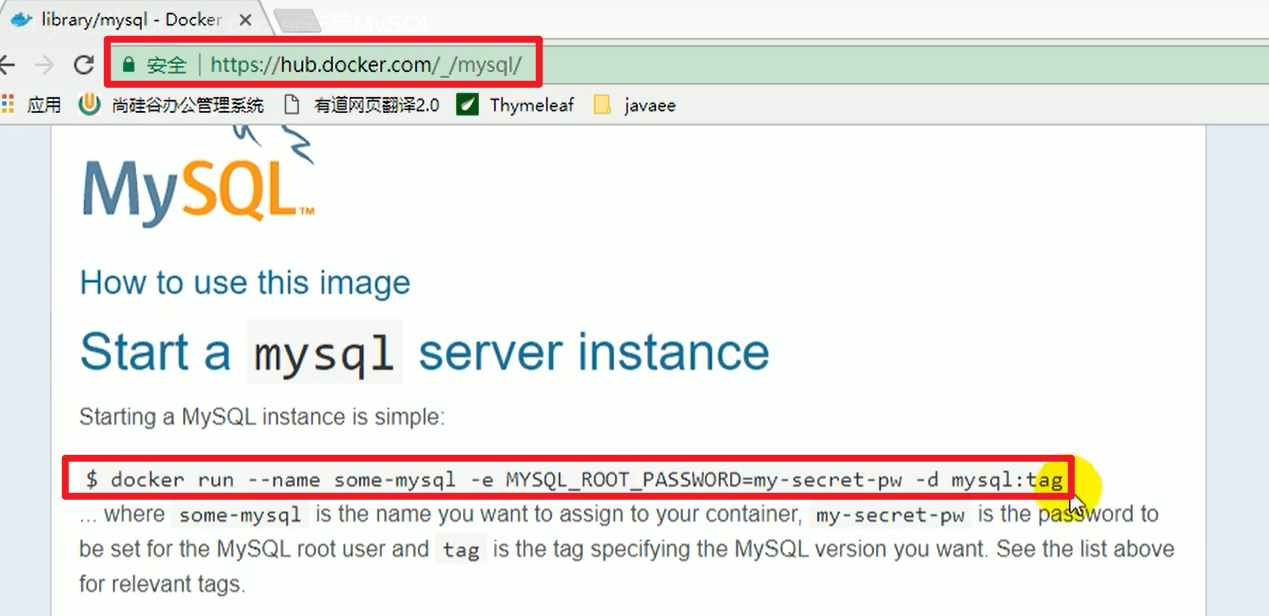 library/mysql - Docker
安全 | https://hub.docker.com/_/mysql/
应用 尚硅谷办公管理系统 有道网页翻译2.0 Thymeleaf javaee
MySQL™
How to use this image
Start a mysql server instance
Starting a MySQL instance is simple:
$ docker run --name some-mysql -e MYSQL_ROOT_PASSWORD=my-secret-pw -d mysql:tag
... where some-mysql is the name you want to assign to your container, my-secret-pw is the password to
be set for the MySQL root user and tag is the tag specifying the MySQL version you want. See the list above
for relevant tags.